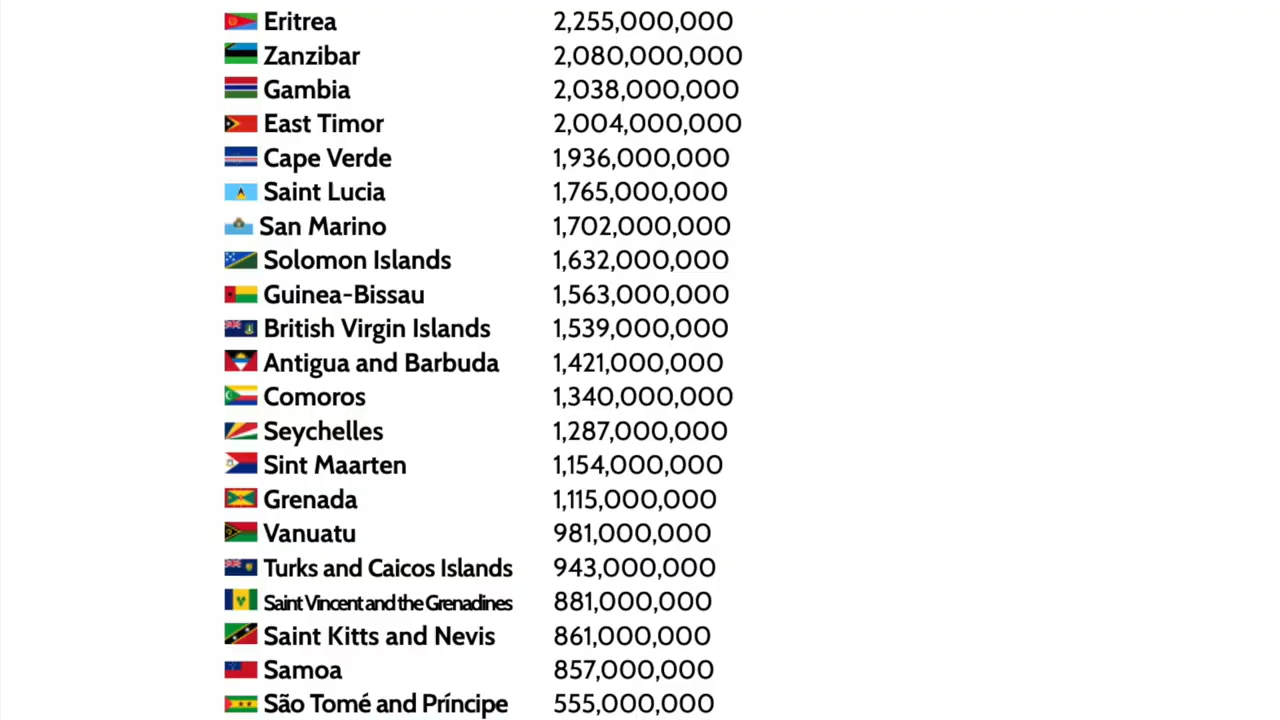 Eritrea 2,255,000,000
Zanzibar 2,080,000,000
Gambia 2,038,000,000
East Timor 2,004,000,000
Cape Verde 1,936,000,000
Saint Lucia 1,765,000,000
San Marino 1,702,000,000
Solomon Islands 1,632,000,000
Guinea-Bissau 1,563,000,000
British Virgin Islands 1,539,000,000
Antigua and Barbuda 1,421,000,000
Comoros 1,340,000,000
Seychelles 1,287,000,000
Sint Maarten 1,154,000,000
Grenada 1,115,000,000
Vanuatu 981,000,000
Turks and Caicos Islands 943,000,000
Saint Vincent and the Grenadines 881,000,000
Saint Kitts and Nevis 861,000,000
Samoa 857,000,000
São Tomé and Príncipe 555,000,000